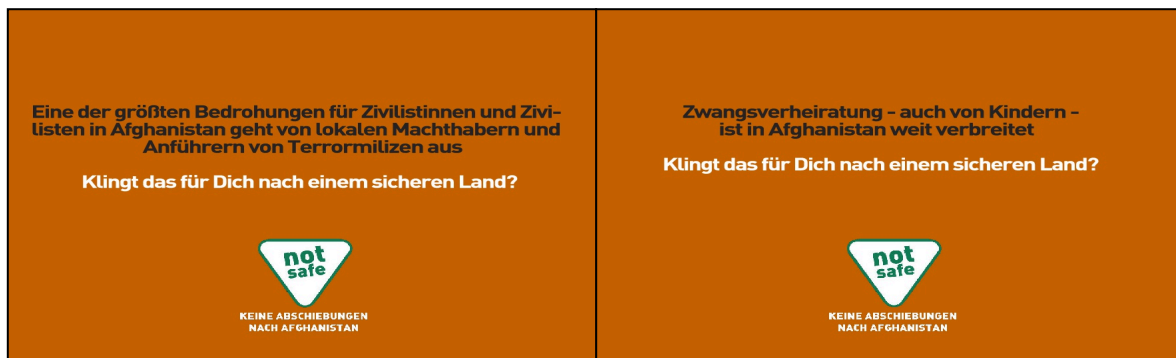 Eine der größten Bedrohungen für Zivilistinnen und Zivi-
listen in Afghanistan geht von lokalen Machthabern und
Anführern von Terrormilizen aus
Klingt das für Dich nach einem sicheren Land?
not
safe
KEINE ABSCHIEBUNGEN
NACH AFGHANISTAN
Zwangsverheiratung - auch von Kindern -
ist in Afghanistan weit verbreitet
Klingt das für Dich nach einem sicheren Land?
not
safe
KEINE ABSCHIEBUNGEN
NACH AFGHANISTAN